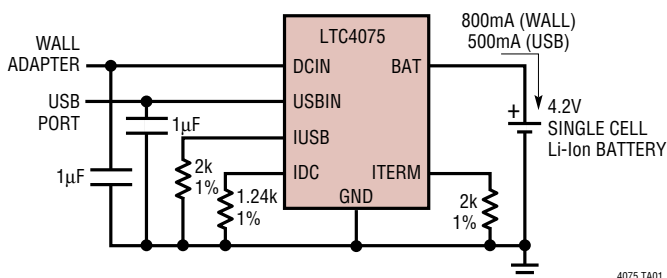 800mA (WALL)
500mA (USB)
WALL
ADAPTER
USB
PORT
LTC4075
DCIN
BAT
USBIN
IUSB
IDC
ITERM
GND
1µF
1µF
2k
1%
1.24k
1%
2k
1%
+
4.2V
SINGLE CELL
Li-Ion BATTERY
4075 TA01